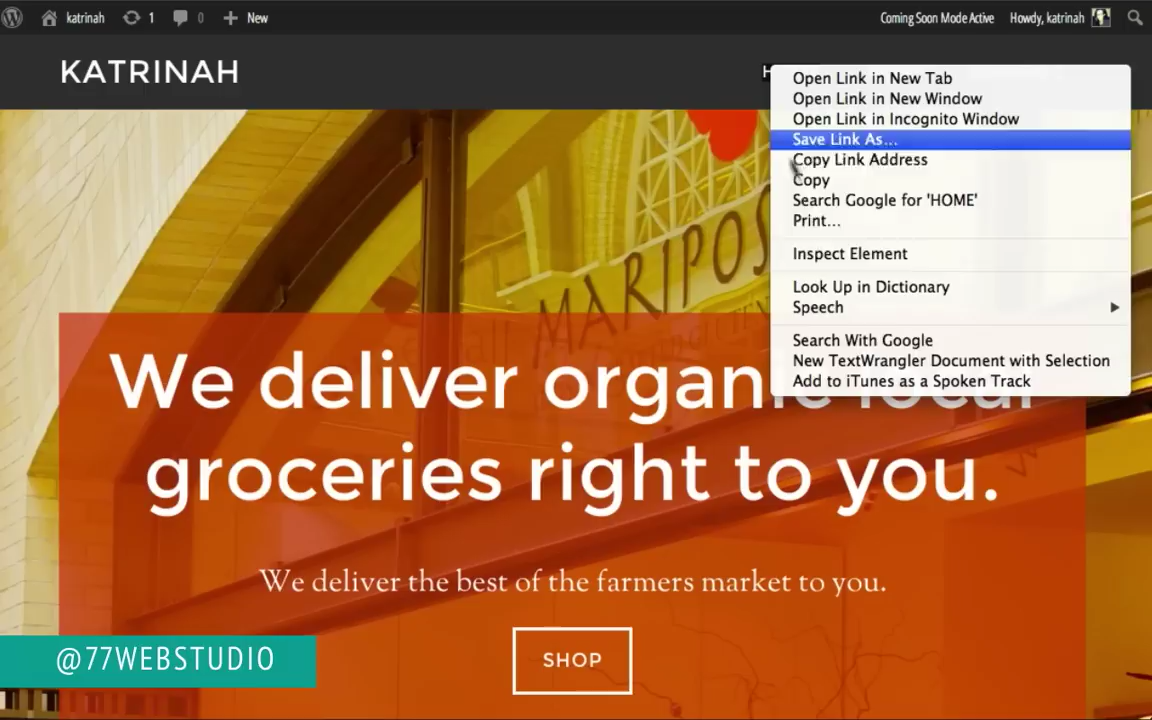 katrinah 1 0 New Coming Soon Mode Active Howdy, katrinah
KATRINAH
Open Link in New Tab
Open Link in New Window
Open Link in Incognito Window
Save Link As...
Copy Link Address
Copy
Search Google for 'HOME'
Print...
Inspect Element
Look Up in Dictionary
Speech
Search With Google
New TextWrangler Document with Selection
Add to iTunes as a Spoken Track
MARIPOS
We deliver organic local
groceries right to you.
We deliver the best of the farmers market to you.
SHOP
@77WEBSTUDIO